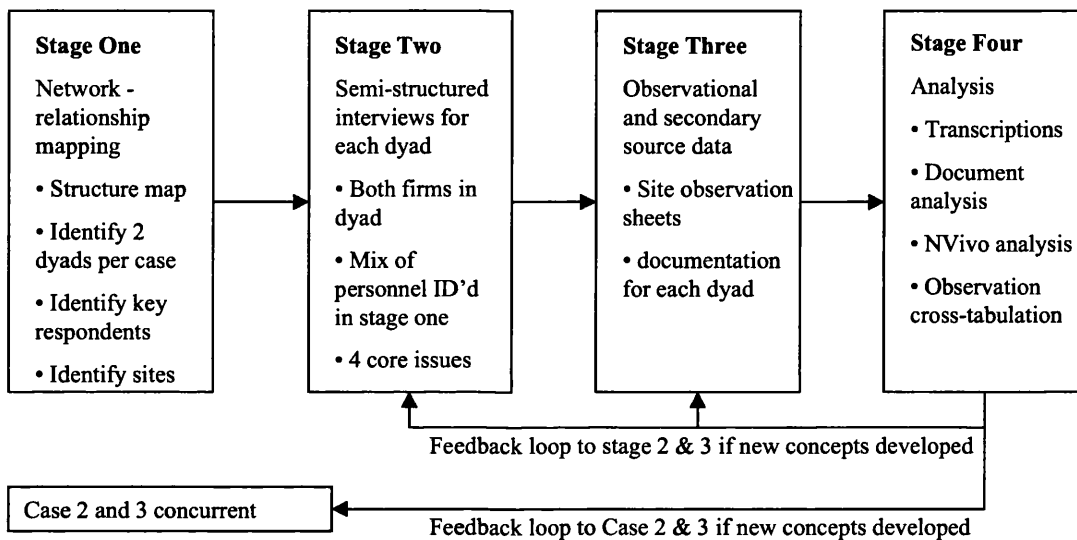 Stage One
Network -
relationship
mapping
• Structure map
• Identify 2
dyads per case
• Identify key
respondents
• Identify sites
Stage Two
Semi-structured
interviews for
each dyad
• Both firms in
dyad
• Mix of
personnel ID’d
in stage one
• 4 core issues
Stage Three
Observational
and secondary
source data
• Site observation
sheets
• documentation
for each dyad
Stage Four
Analysis
• Transcriptions
• Document
analysis
• NVivo analysis
• Observation
cross-tabulation
Feedback loop to stage 2 & 3 if new concepts developed
Case 2 and 3 concurrent
Feedback loop to Case 2 & 3 if new concepts developed